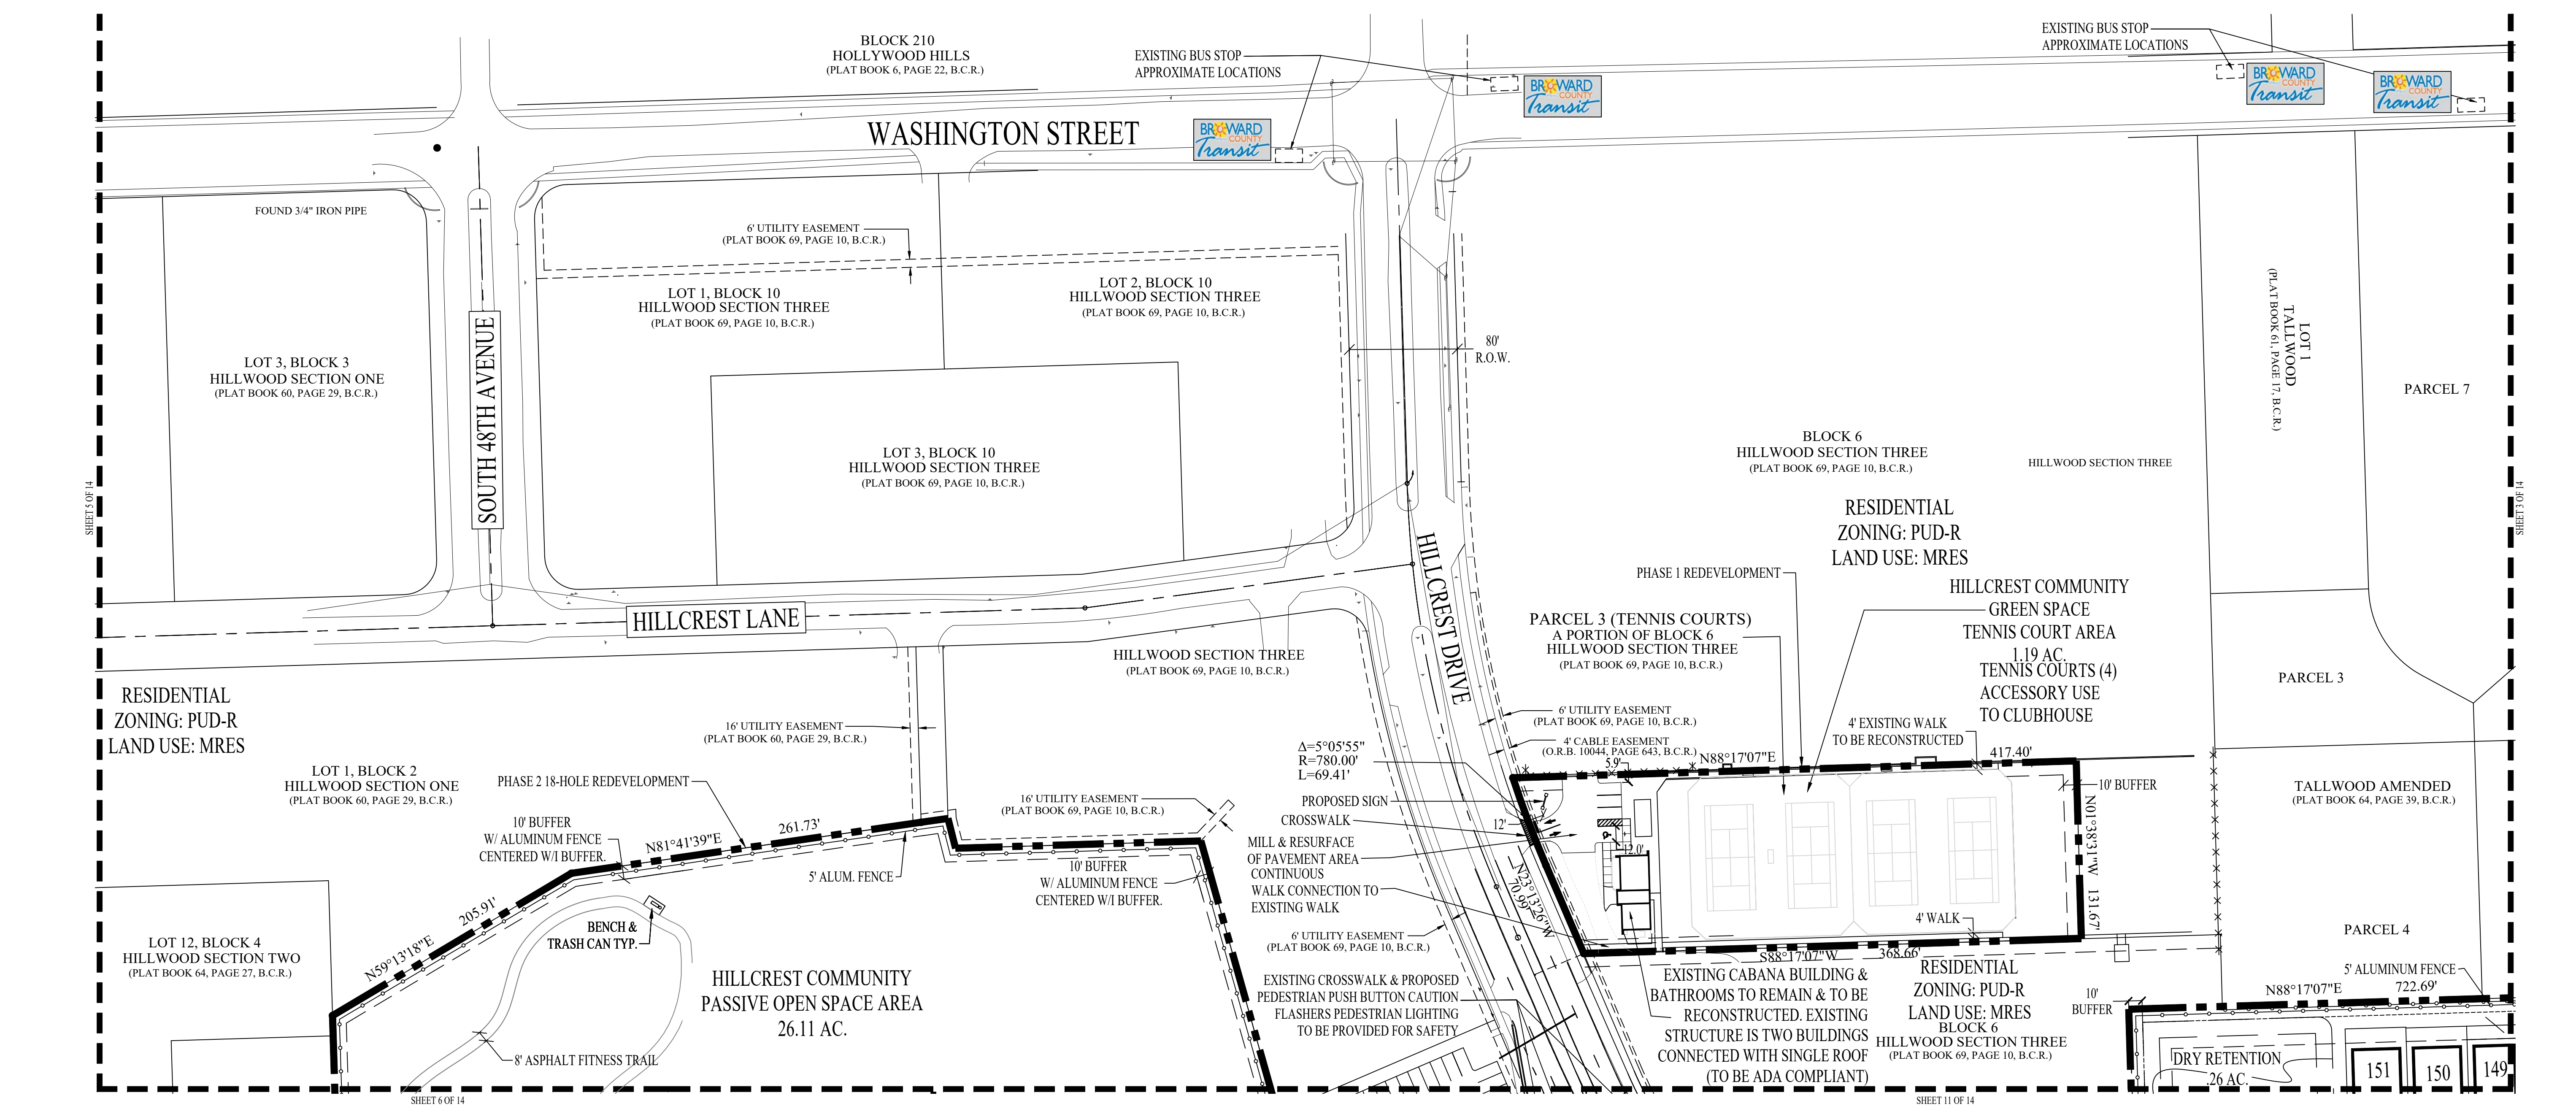 BLOCK 210
HOLLYWOOD HILLS
(PLAT BOOK 6, PAGE 22, B.C.R.)
EXISTING BUS STOP
APPROXIMATE LOCATIONS
EXISTING BUS STOP
APPROXIMATE LOCATIONS
BROWARD
COUNTY
Transit
BROWARD
COUNTY
Transit
BROWARD
COUNTY
Transit
BROWARD
COUNTY
Transit
WASHINGTON STREET
FOUND 3/4" IRON PIPE
6' UTILITY EASEMENT
(PLAT BOOK 69, PAGE 10, B.C.R.)
LOT 1, BLOCK 10
HILLWOOD SECTION THREE
(PLAT BOOK 69, PAGE 10, B.C.R.)
LOT 2, BLOCK 10
HILLWOOD SECTION THREE
(PLAT BOOK 69, PAGE 10, B.C.R.)
80'
R.O.W.
LOT 1
TALLWOOD
(PLAT BOOK 61, PAGE 17, B.C.R.)
PARCEL 7
LOT 3, BLOCK 3
HILLWOOD SECTION ONE
(PLAT BOOK 60, PAGE 29, B.C.R.)
SOUTH 48TH AVENUE
LOT 3, BLOCK 10
HILLWOOD SECTION THREE
(PLAT BOOK 69, PAGE 10, B.C.R.)
BLOCK 6
HILLWOOD SECTION THREE
(PLAT BOOK 69, PAGE 10, B.C.R.)
HILLWOOD SECTION THREE
SHEET 5 OF 14
SHEET 3 OF 14
RESIDENTIAL
ZONING: PUD-R
LAND USE: MRES
PHASE 1 REDEVELOPMENT
HILLCREST COMMUNITY
GREEN SPACE
TENNIS COURT AREA
1.19 AC.
TENNIS COURTS (4)
ACCESSORY USE
TO CLUBHOUSE
HILLCREST LANE
HILLCREST DRIVE
PARCEL 3 (TENNIS COURTS)
A PORTION OF BLOCK 6
HILLWOOD SECTION THREE
(PLAT BOOK 69, PAGE 10, B.C.R.)
HILLWOOD SECTION THREE
(PLAT BOOK 69, PAGE 10, B.C.R.)
PARCEL 3
RESIDENTIAL
ZONING: PUD-R
LAND USE: MRES
16' UTILITY EASEMENT
(PLAT BOOK 60, PAGE 29, B.C.R.)
6' UTILITY EASEMENT
(PLAT BOOK 69, PAGE 10, B.C.R.)
4' CABLE EASEMENT
(O.R.B. 10044, PAGE 643, B.C.R.)
4' EXISTING WALK
TO BE RECONSTRUCTED
Δ=5°05'55"
R=780.00'
L=69.41'
5.9'
N88°17'07"E
417.40'
10' BUFFER
N01°38'31"W 131.67'
LOT 1, BLOCK 2
HILLWOOD SECTION ONE
(PLAT BOOK 60, PAGE 29, B.C.R.)
PHASE 2 18-HOLE REDEVELOPMENT
16' UTILITY EASEMENT
(PLAT BOOK 69, PAGE 10, B.C.R.)
PROPOSED SIGN
CROSSWALK
12'
MILL & RESURFACE
OF PAVEMENT AREA
CONTINUOUS
WALK CONNECTION TO
EXISTING WALK
12.0'
N23°13'26"W
70.99'
TALLWOOD AMENDED
(PLAT BOOK 64, PAGE 39, B.C.R.)
10' BUFFER
W/ ALUMINUM FENCE
CENTERED W/I BUFFER.
N81°41'39"E
261.73'
5' ALUM. FENCE
10' BUFFER
W/ ALUMINUM FENCE
CENTERED W/I BUFFER.
205.91'
N59°13'18"E
BENCH &
TRASH CAN TYP.
4' WALK
6' UTILITY EASEMENT
(PLAT BOOK 69, PAGE 10, B.C.R.)
LOT 12, BLOCK 4
HILLWOOD SECTION TWO
(PLAT BOOK 64, PAGE 27, B.C.R.)
HILLCREST COMMUNITY
PASSIVE OPEN SPACE AREA
26.11 AC.
8' ASPHALT FITNESS TRAIL
EXISTING CROSSWALK & PROPOSED
PEDESTRIAN PUSH BUTTON CAUTION
FLASHERS PEDESTRIAN LIGHTING
TO BE PROVIDED FOR SAFETY
S88°17'07"W
368.66'
EXISTING CABANA BUILDING &
BATHROOMS TO REMAIN & TO BE
RECONSTRUCTED. EXISTING
STRUCTURE IS TWO BUILDINGS
CONNECTED WITH SINGLE ROOF
(TO BE ADA COMPLIANT)
RESIDENTIAL
ZONING: PUD-R
LAND USE: MRES
BLOCK 6
HILLWOOD SECTION THREE
(PLAT BOOK 69, PAGE 10, B.C.R.)
PARCEL 4
5' ALUMINUM FENCE
N88°17'07"E
722.69'
10'
BUFFER
DRY RETENTION
.26 AC.
151
150
149
SHEET 6 OF 14
SHEET 11 OF 14